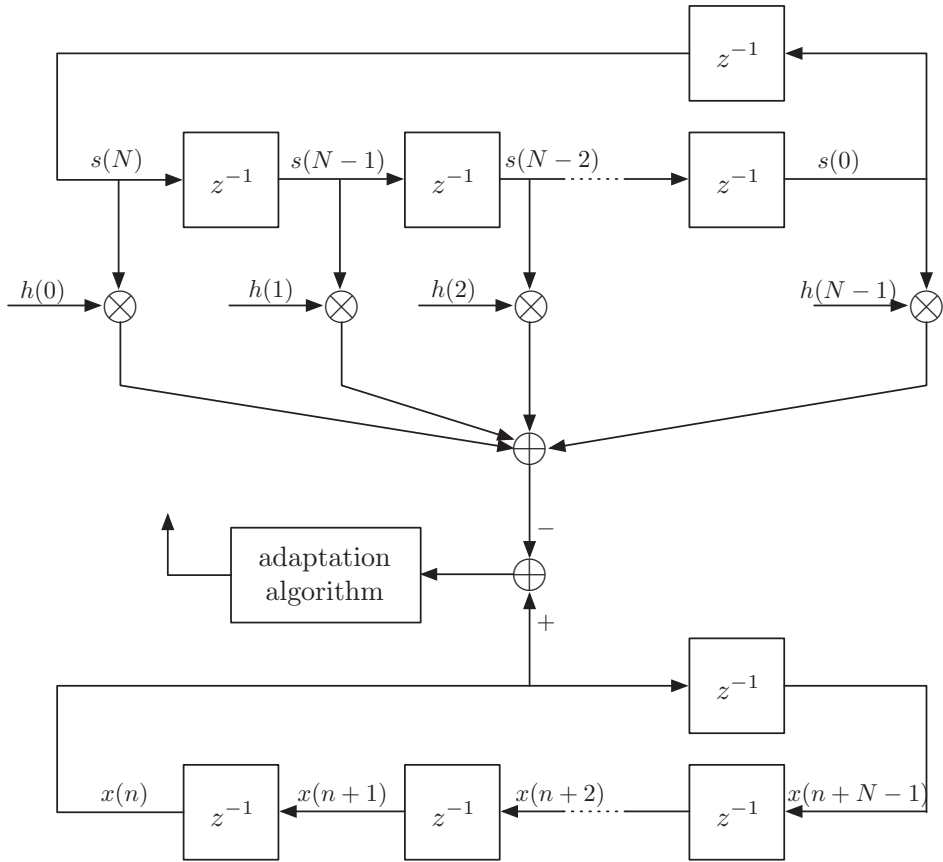 z⁻¹
s(N)
z⁻¹
s(N − 1)
z⁻¹
s(N − 2)
z⁻¹
s(0)
h(0)
h(1)
h(2)
h(N − 1)
−
adaptation
algorithm
+
z⁻¹
x(n)
z⁻¹
x(n + 1)
z⁻¹
x(n + 2)
z⁻¹
x(n + N − 1)